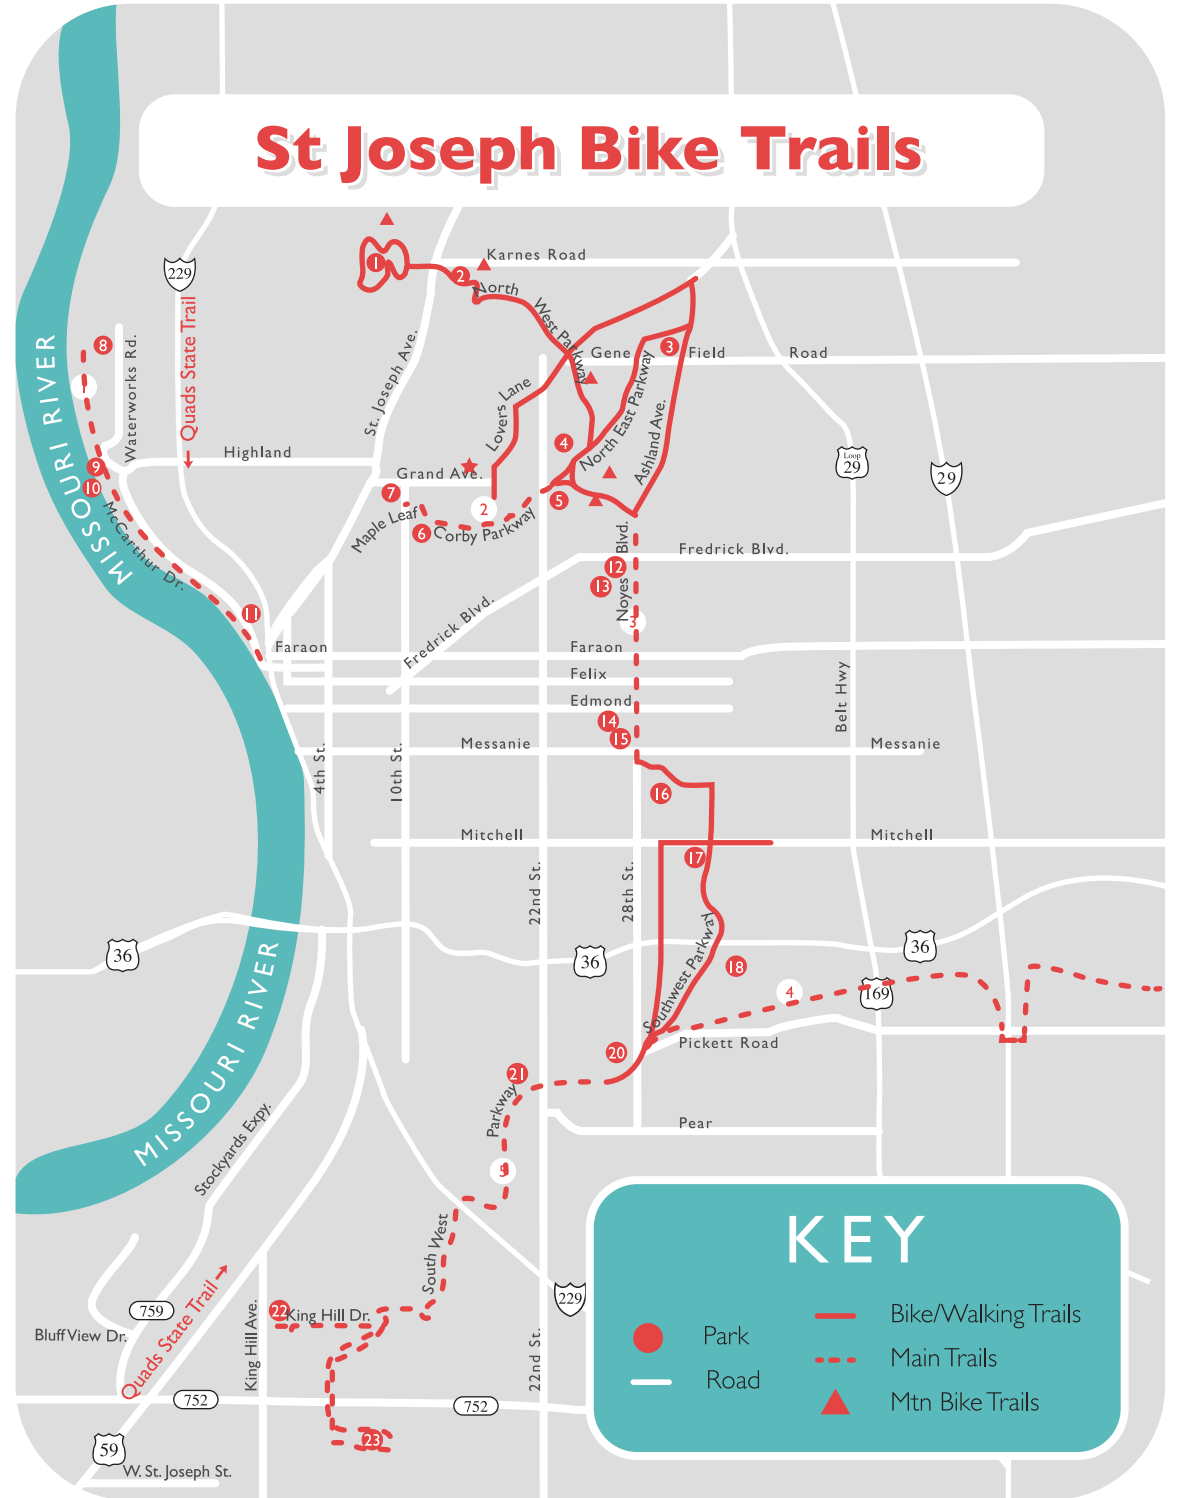 St Joseph Bike Trails
Karnes Road
1
2
North
229
West Parkway
Quads State Trail
8
Waterworks Rd.
St. Joseph Ave.
Gene Field Road
3
North East Parkway
Lovers Lane
Ashland Ave.
MISSOURI RIVER
Highland
4
Loop
29
29
9
10
Grand Ave.
7
5
2
Maple Leaf
6
Corby Parkway
McCarthur Dr.
Noyes Blvd.
Fredrick Blvd.
12
13
11
3
Fredrick Blvd.
Faraon
Faraon
Felix
Edmond
14
15
Belt Hwy
Messanie
Messanie
4th St.
10th St.
16
Mitchell
Mitchell
17
22nd St.
28th St.
36
36
36
MISSOURI RIVER
Southwest Parkway
18
4
169
20
Pickett Road
21
Parkway
Pear
Stockyards Expy.
5
South West
229
759
22
King Hill Dr.
Bluff View Dr.
Quads State Trail
King Hill Ave.
22nd St.
752
752
23
59
W. St. Joseph St.
KEY
Park
Road
Bike/Walking Trails
Main Trails
Mtn Bike Trails